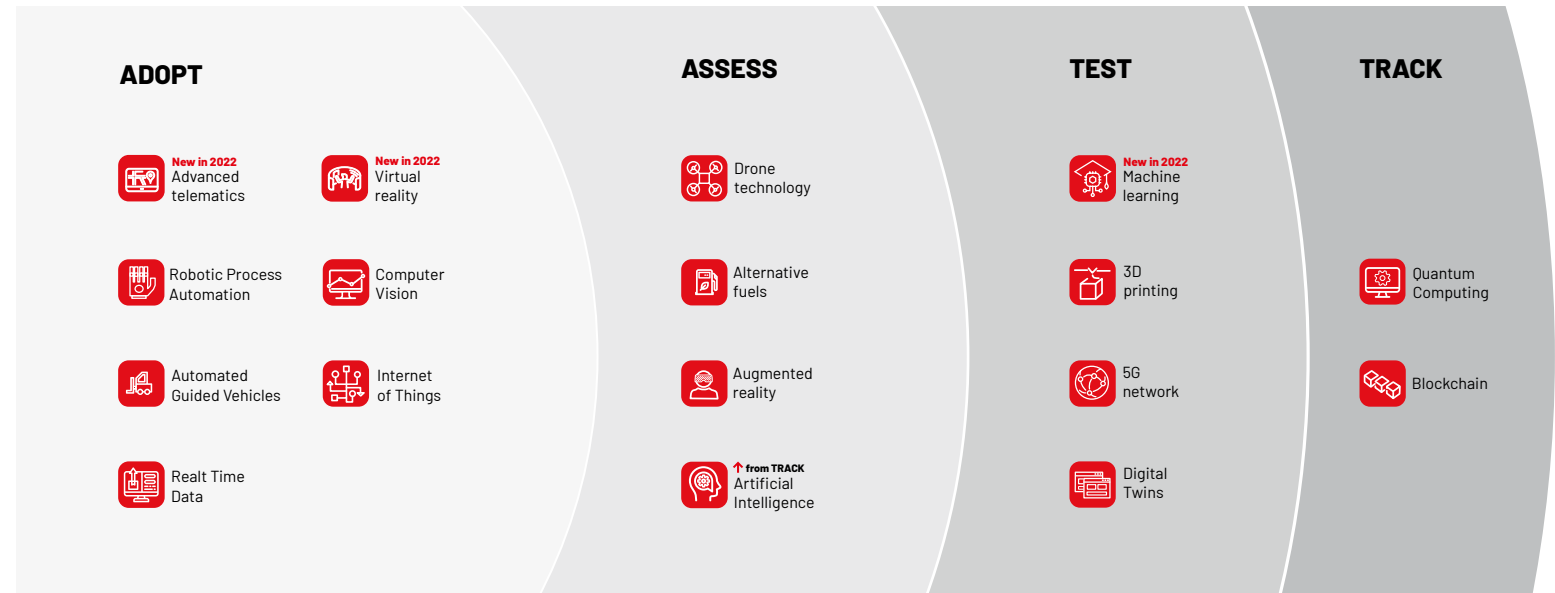 ADOPT
New in 2022
Advanced
telematics
New in 2022
Virtual
reality
Robotic Process
Automation
Computer
Vision
Automated
Guided Vehicles
Internet
of Things
Realt Time
Data
ASSESS
Drone
technology
Alternative
fuels
Augmented
reality
from TRACK
Artificial
Intelligence
TEST
New in 2022
Machine
learning
3D
printing
5G
network
Digital
Twins
TRACK
Quantum
Computing
Blockchain